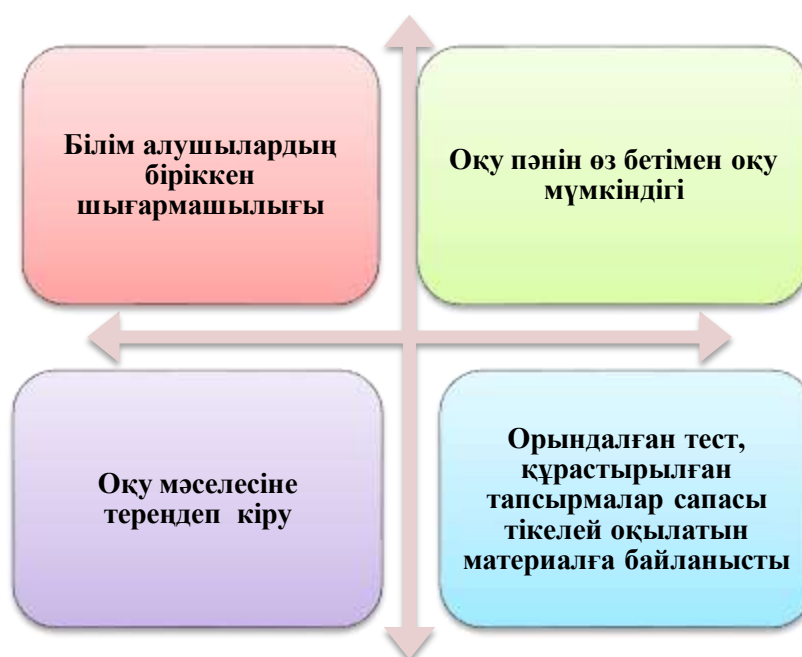 Білім алушылардың
біріккен
шығармашылығы
Оқу пәнін өз бетімен оқу
мүмкіндігі
Оқу мәселесіне
тереңдеп кіру
Орындалған тест,
құрастырылған
тапсырмалар сапасы
тікелей оқылатын
материалға байланысты